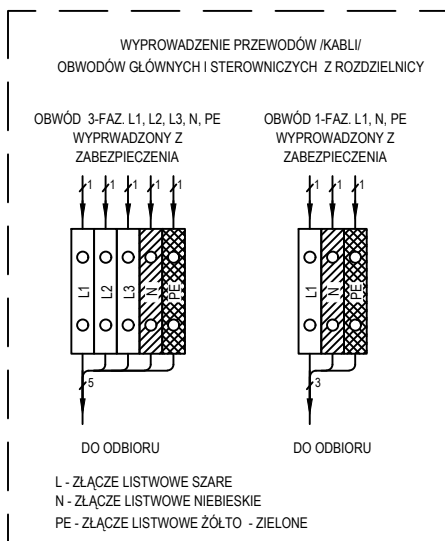 WYPROWADZENIE PRZEWODÓW /KABLI/
OBWODÓW GŁÓWNYCH I STEROWNICZYCH Z ROZDZIELNICY
OBWÓD 3-FAZ. L1, L2, L3, N, PE
WYPRWADZONY Z
ZABEZPIECZENIA
1 1 1 1 1
L1 L2 L3 N PE
5
DO ODBIORU
OBWÓD 1-FAZ. L1, N, PE
WYPROWADZONY Z
ZABEZPIECZENIA
1 1 1
L1 N PE
3
DO ODBIORU
L - ZŁĄCZE LISTWOWE SZARE
N - ZŁĄCZE LISTWOWE NIEBIESKIE
PE - ZŁĄCZE LISTWOWE ŻÓŁTO - ZIELONE